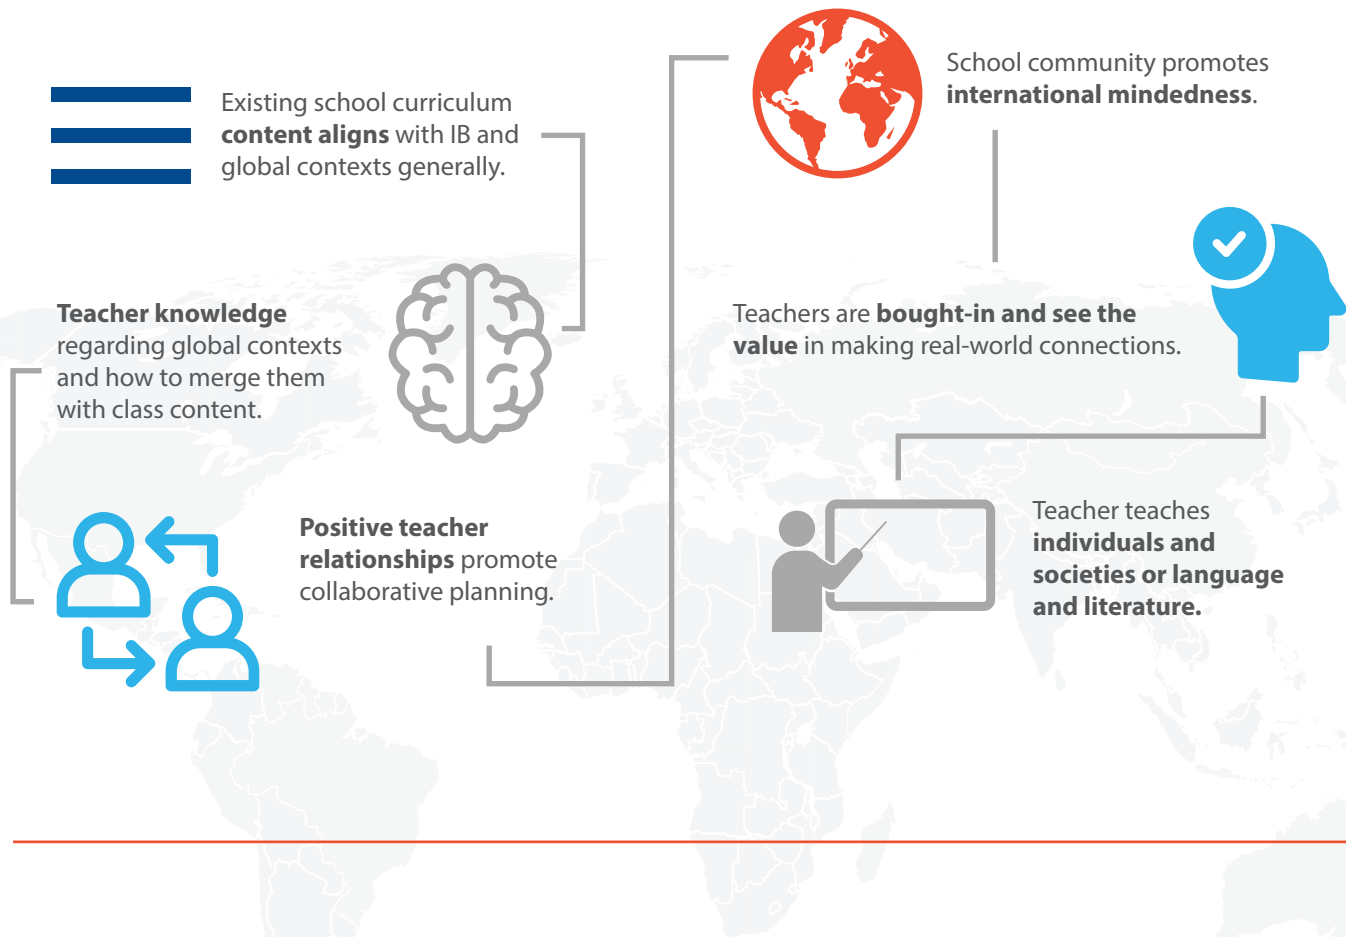 Existing school curriculum
content aligns with IB and
global contexts generally.
Teacher knowledge
regarding global contexts
and how to merge them
with class content.
Positive teacher
relationships promote
collaborative planning.
School community promotes
international mindedness.
Teachers are bought-in and see the
value in making real-world connections.
Teacher teaches
individuals and
societies or language
and literature.